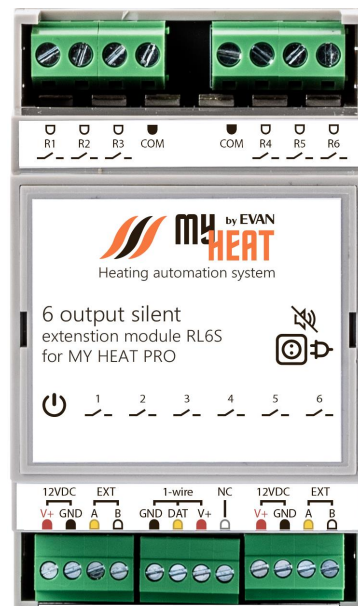 R1 R2 R3 COM COM R4 R5 R6
MY by EVAN
HEAT
Heating automation system
6 output silent
extenstion module RL6S
for MY HEAT PRO
1 2 3 4 5 6
12VDC EXT 1-wire NC 12VDC EXT
V+ GND A B GND DAT V+ V+ GND A B